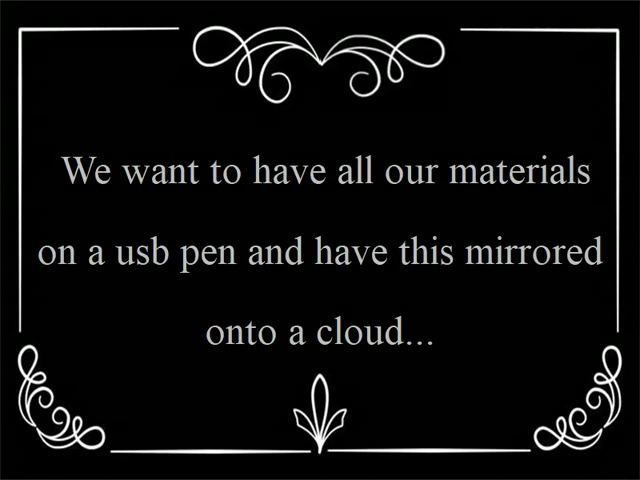 We want to have all our materials
on a usb pen and have this mirrored
onto a cloud...